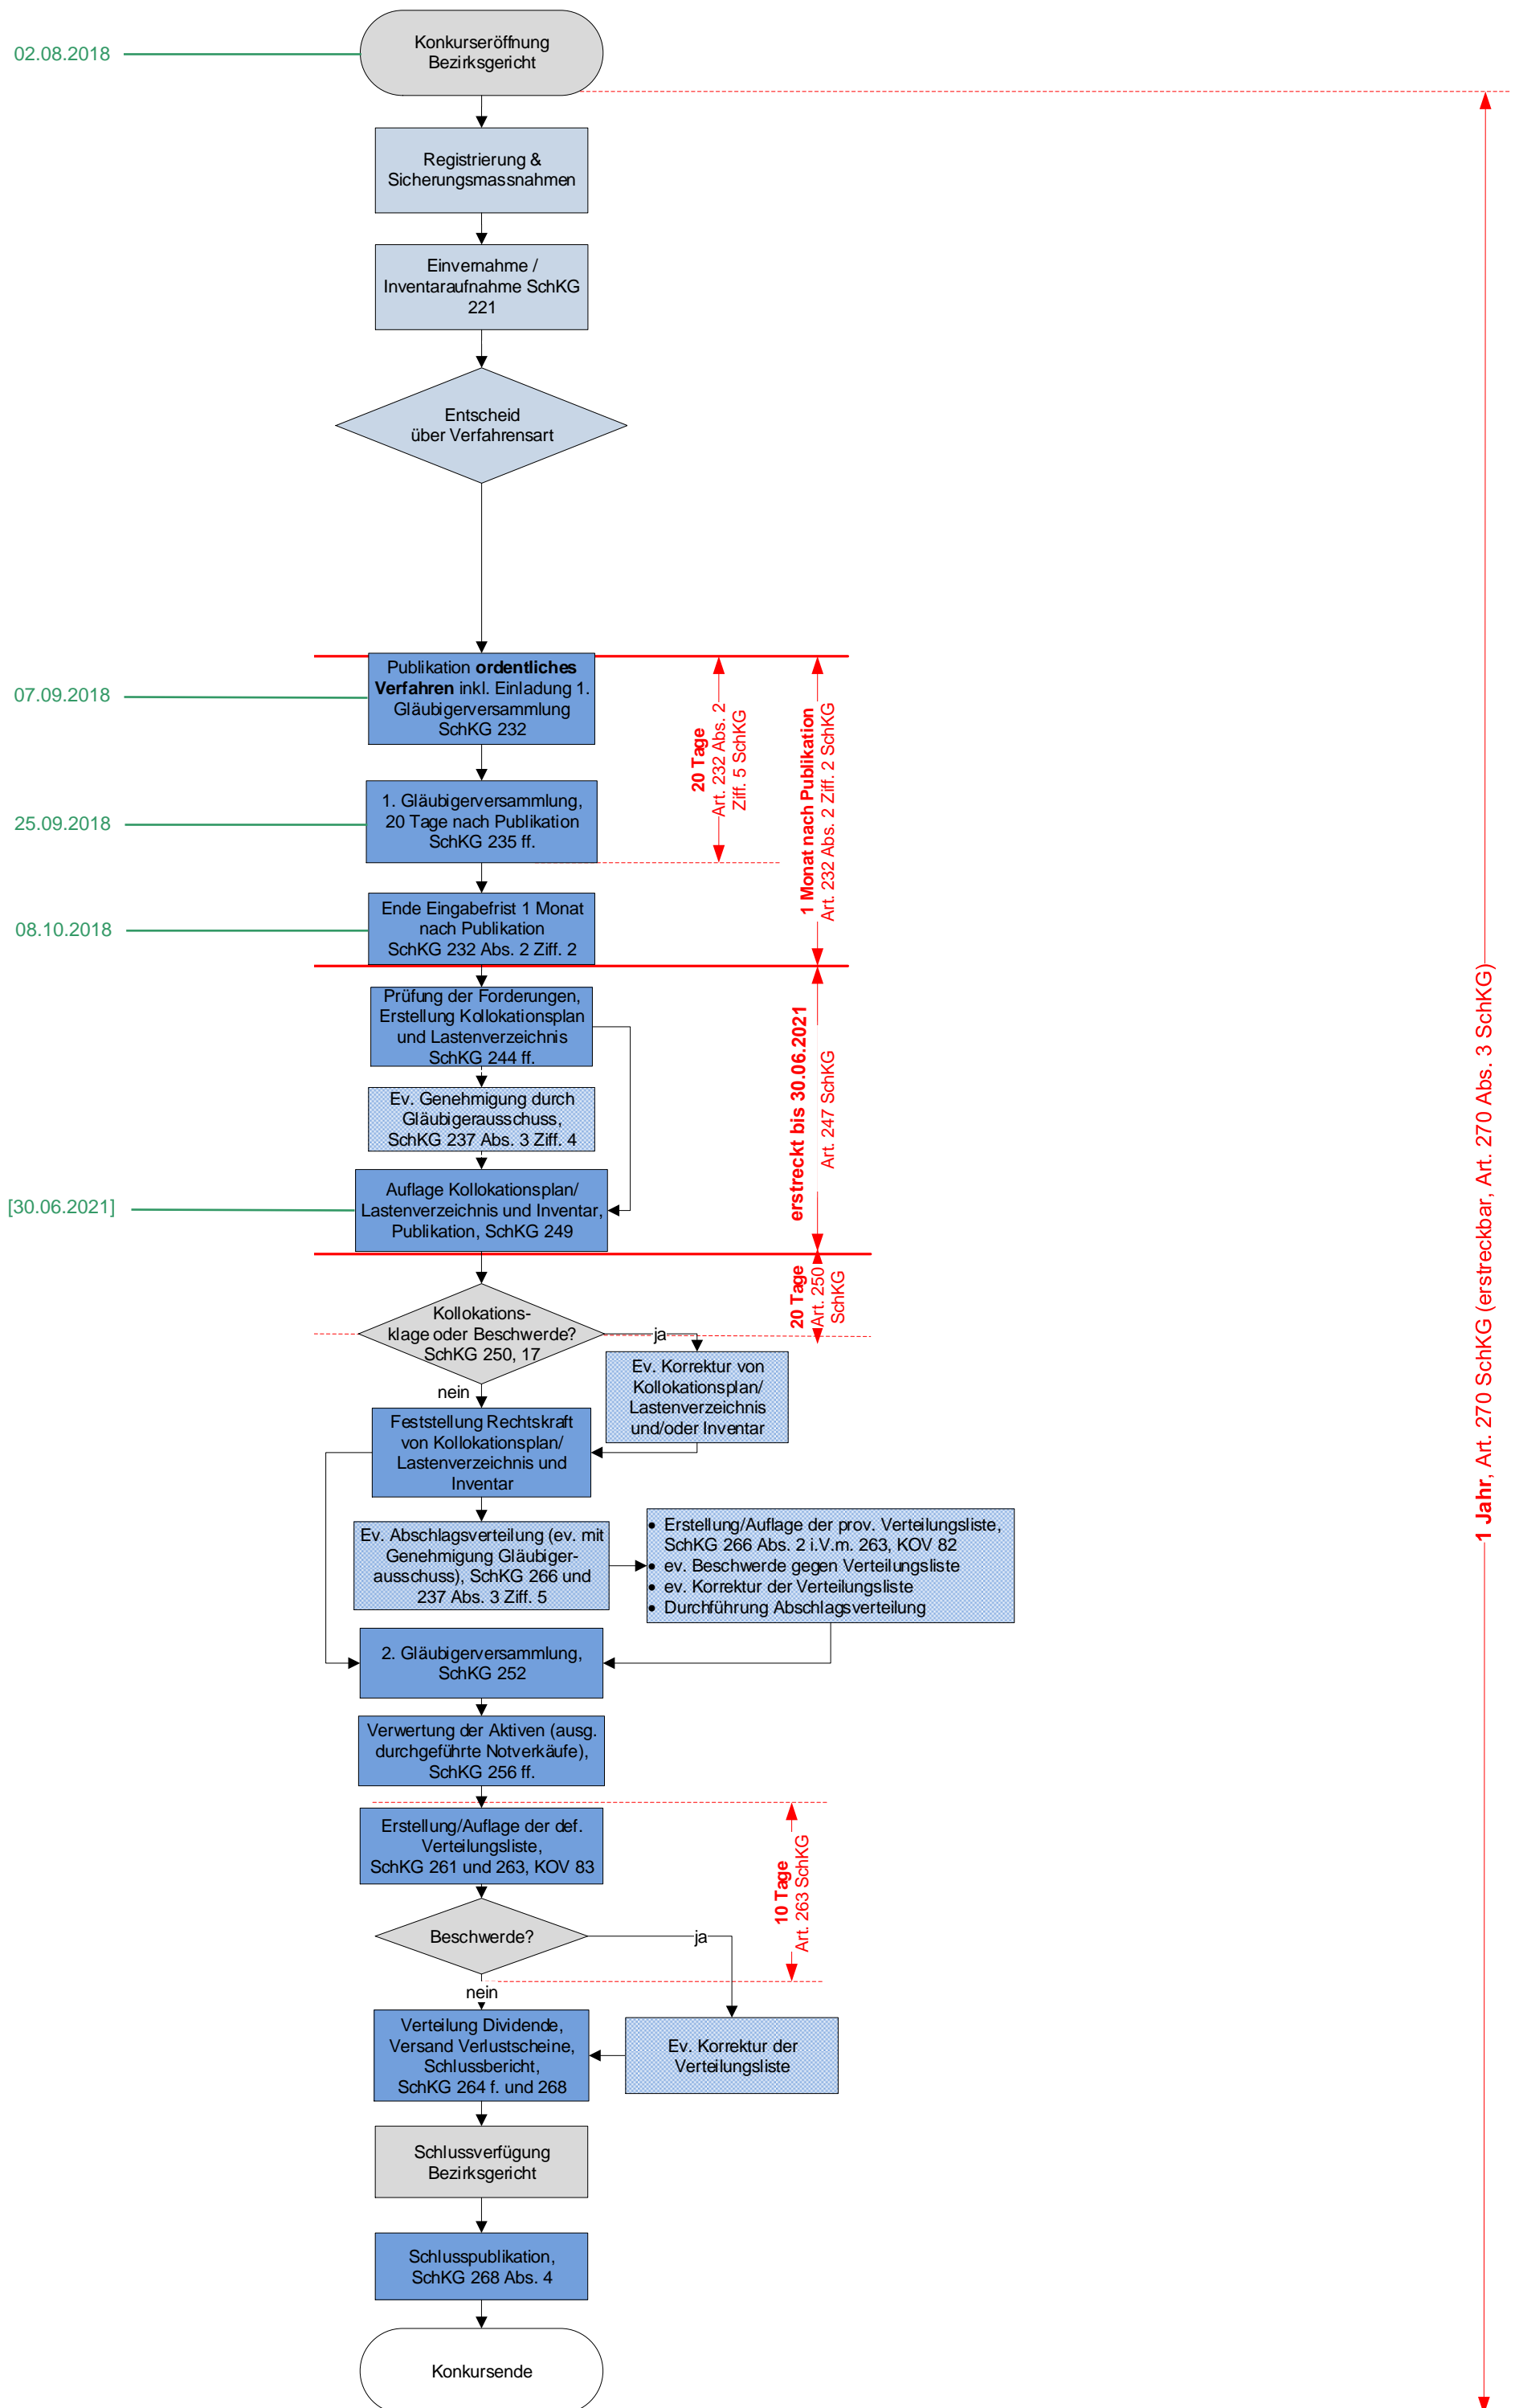 02.08.2018
Konkurseröffnung
Bezirksgericht
Registrierung &
Sicherungsmassnahmen
Einvernahme /
Inventaraufnahme SchKG
221
Entscheid
über Verfahrensart
07.09.2018
Publikation ordentliches
Verfahren inkl. Einladung 1.
Gläubigerversammlung
SchKG 232
20 Tage
Art. 232 Abs. 2
Ziff. 5 SchKG
1 Monat nach Publikation
Art. 232 Abs. 2 Ziff. 2 SchKG
25.09.2018
1. Gläubigerversammlung,
20 Tage nach Publikation
SchKG 235 ff.
08.10.2018
Ende Eingabefrist 1 Monat
nach Publikation
SchKG 232 Abs. 2 Ziff. 2
Prüfung der Forderungen,
Erstellung Kollokationsplan
und Lastenverzeichnis
SchKG 244 ff.
erstreckt bis 30.06.2021
Art. 247 SchKG
Ev. Genehmigung durch
Gläubigerausschuss,
SchKG 237 Abs. 3 Ziff. 4
[30.06.2021]
Auflage Kollokationsplan/
Lastenverzeichnis und Inventar,
Publikation, SchKG 249
20 Tage
Art. 250
SchKG
Kollokations-
klage oder Beschwerde?
SchKG 250, 17
ja
nein
Ev. Korrektur von
Kollokationsplan/
Lastenverzeichnis
und/oder Inventar
Feststellung Rechtskraft
von Kollokationsplan/
Lastenverzeichnis und
Inventar
1 Jahr, Art. 270 SchKG (erstreckbar, Art. 270 Abs. 3 SchKG)
Ev. Abschlagsverteilung (ev. mit
Genehmigung Gläubiger-
ausschuss), SchKG 266 und
237 Abs. 3 Ziff. 5
• Erstellung/Auflage der prov. Verteilungsliste,
SchKG 266 Abs. 2 i.V.m. 263, KOV 82
• ev. Beschwerde gegen Verteilungsliste
• ev. Korrektur der Verteilungsliste
• Durchführung Abschlagsverteilung
2. Gläubigerversammlung,
SchKG 252
Verwertung der Aktiven (ausg.
durchgeführte Notverkäufe),
SchKG 256 ff.
Erstellung/Auflage der def.
Verteilungsliste,
SchKG 261 und 263, KOV 83
10 Tage
Art. 263 SchKG
Beschwerde?
ja
nein
Verteilung Dividende,
Versand Verlustscheine,
Schlussbericht,
SchKG 264 f. und 268
Ev. Korrektur der
Verteilungsliste
Schlussverfügung
Bezirksgericht
Schlusspublikation,
SchKG 268 Abs. 4
Konkursende